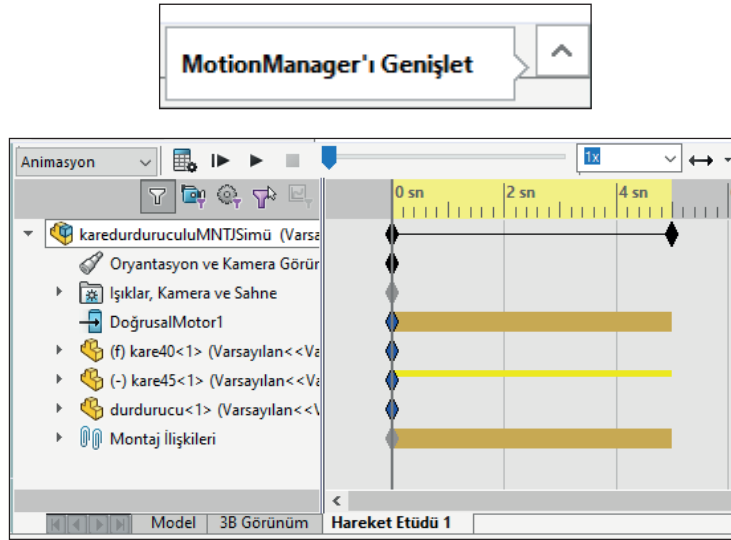 MotionManager'ı Genişlet
Animasyon
1x
0 sn 2 sn 4 sn
karedurduruculuMNTJSimü (Varsa
Oryantasyon ve Kamera Görür
Işıklar, Kamera ve Sahne
DoğrusalMotor1
(f) kare40<1> (Varsayılan<<Va
(-) kare45<1> (Varsayılan<<Va
durdurucu<1> (Varsayılan<<V
Montaj İlişkileri
Model 3B Görünüm Hareket Etüdü 1